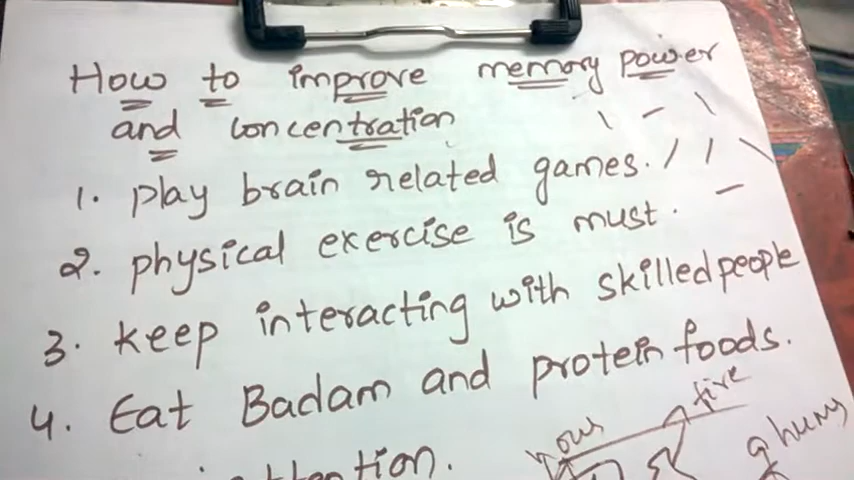 How to improve memory power
and concentration
1. play brain related games.
2. physical exercise is must.
3. keep interacting with skilled people
4. Eat Badam and protein foods.
attention.